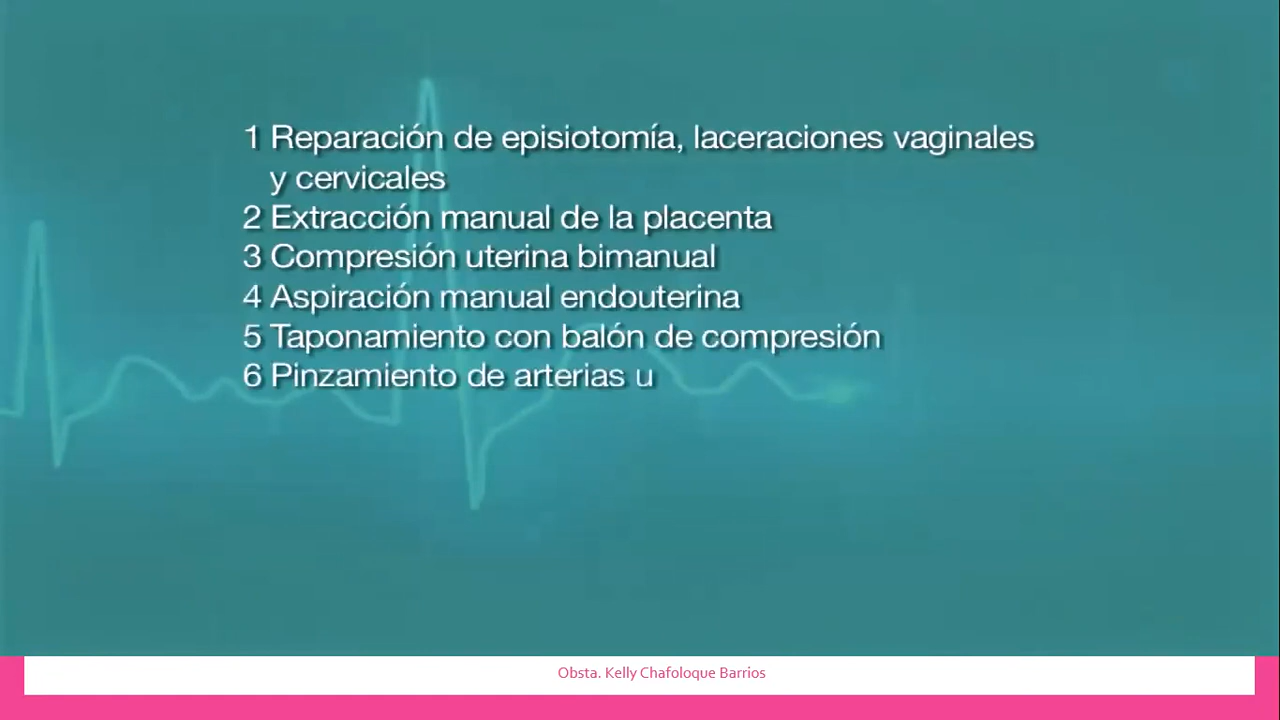 1 Reparación de episiotomía, laceraciones vaginales
y cervicales
2 Extracción manual de la placenta
3 Compresión uterina bimanual
4 Aspiración manual endouterina
5 Taponamiento con balón de compresión
6 Pinzamiento de arterias u
Obsta. Kelly Chafoloque Barrios